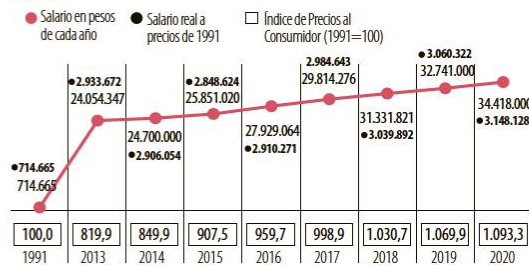 Salario en pesos
de cada año
Salario real a
precios de 1991
Índice de Precios al
Consumidor (1991=100)
714.665
714.665
2.933.672
24.054.347
24.700.000
2.906.054
2.848.624
25.851.020
27.929.064
2.910.271
2.984.643
29.814.276
31.331.821
3.039.892
3.060.322
32.741.000
34.418.000
3.148.128
100,0 819,9 849,9 907,5 959,7 998,9 1.030,7 1.069,9 1.093,3
1991 2013 2014 2015 2016 2017 2018 2019 2020